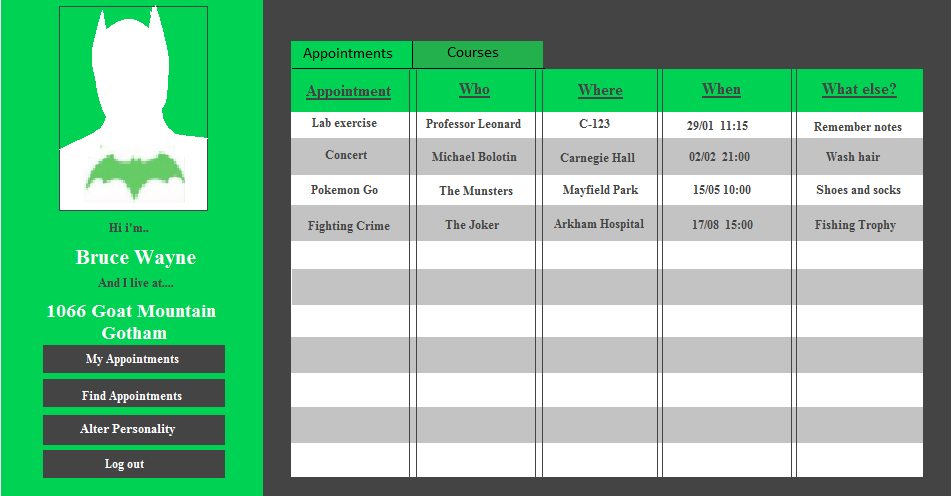 Hi i'm..
Bruce Wayne
And I live at....
1066 Goat Mountain
Gotham
My Appointments
Find Appointments
Alter Personality
Log out
Appointments Courses
Appointment Who Where When What else?
Lab exercise Professor Leonard C-123 29/01 11:15 Remember notes
Concert Michael Bolotin Carnegie Hall 02/02 21:00 Wash hair
Pokemon Go The Munsters Mayfield Park 15/05 10:00 Shoes and socks
Fighting Crime The Joker Arkham Hospital 17/08 15:00 Fishing Trophy